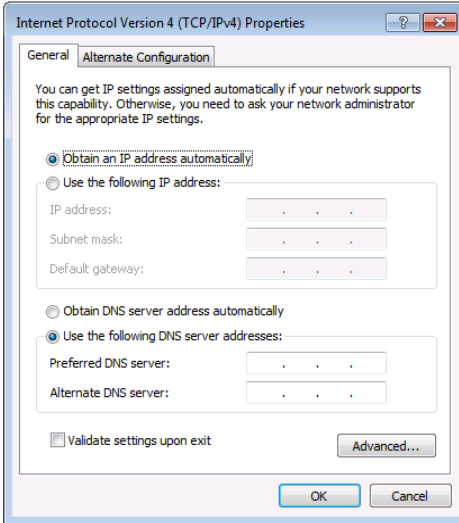 Internet Protocol Version 4 (TCP/IPv4) Properties
?
General
Alternate Configuration
You can get IP settings assigned automatically if your network supports
this capability. Otherwise, you need to ask your network administrator
for the appropriate IP settings.
Obtain an IP address automatically
Use the following IP address:
IP address:
. . .
Subnet mask:
. . .
Default gateway:
. . .
Obtain DNS server address automatically
Use the following DNS server addresses:
Preferred DNS server:
. . .
Alternate DNS server:
. . .
Validate settings upon exit
Advanced...
OK
Cancel